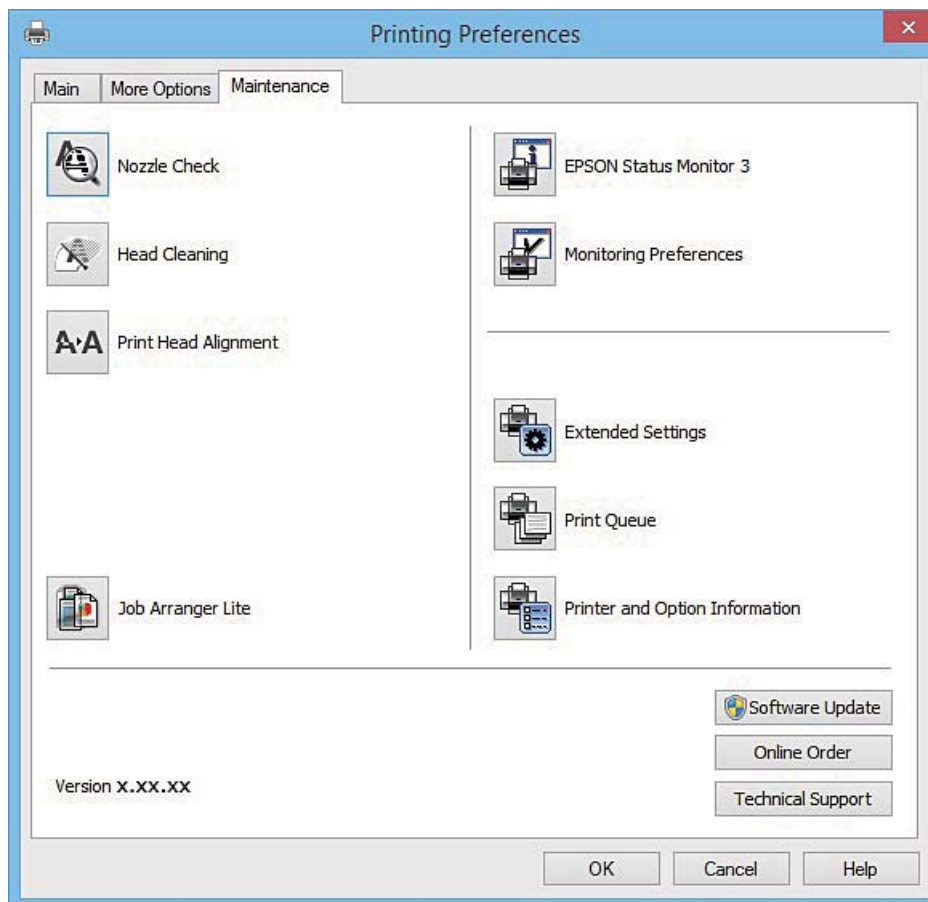 Printing Preferences
Main
More Options
Maintenance
Nozzle Check
Head Cleaning
A·A Print Head Alignment
Job Arranger Lite
EPSON Status Monitor 3
Monitoring Preferences
Extended Settings
Print Queue
Printer and Option Information
Software Update
Online Order
Technical Support
Version x.xx.xx
OK
Cancel
Help